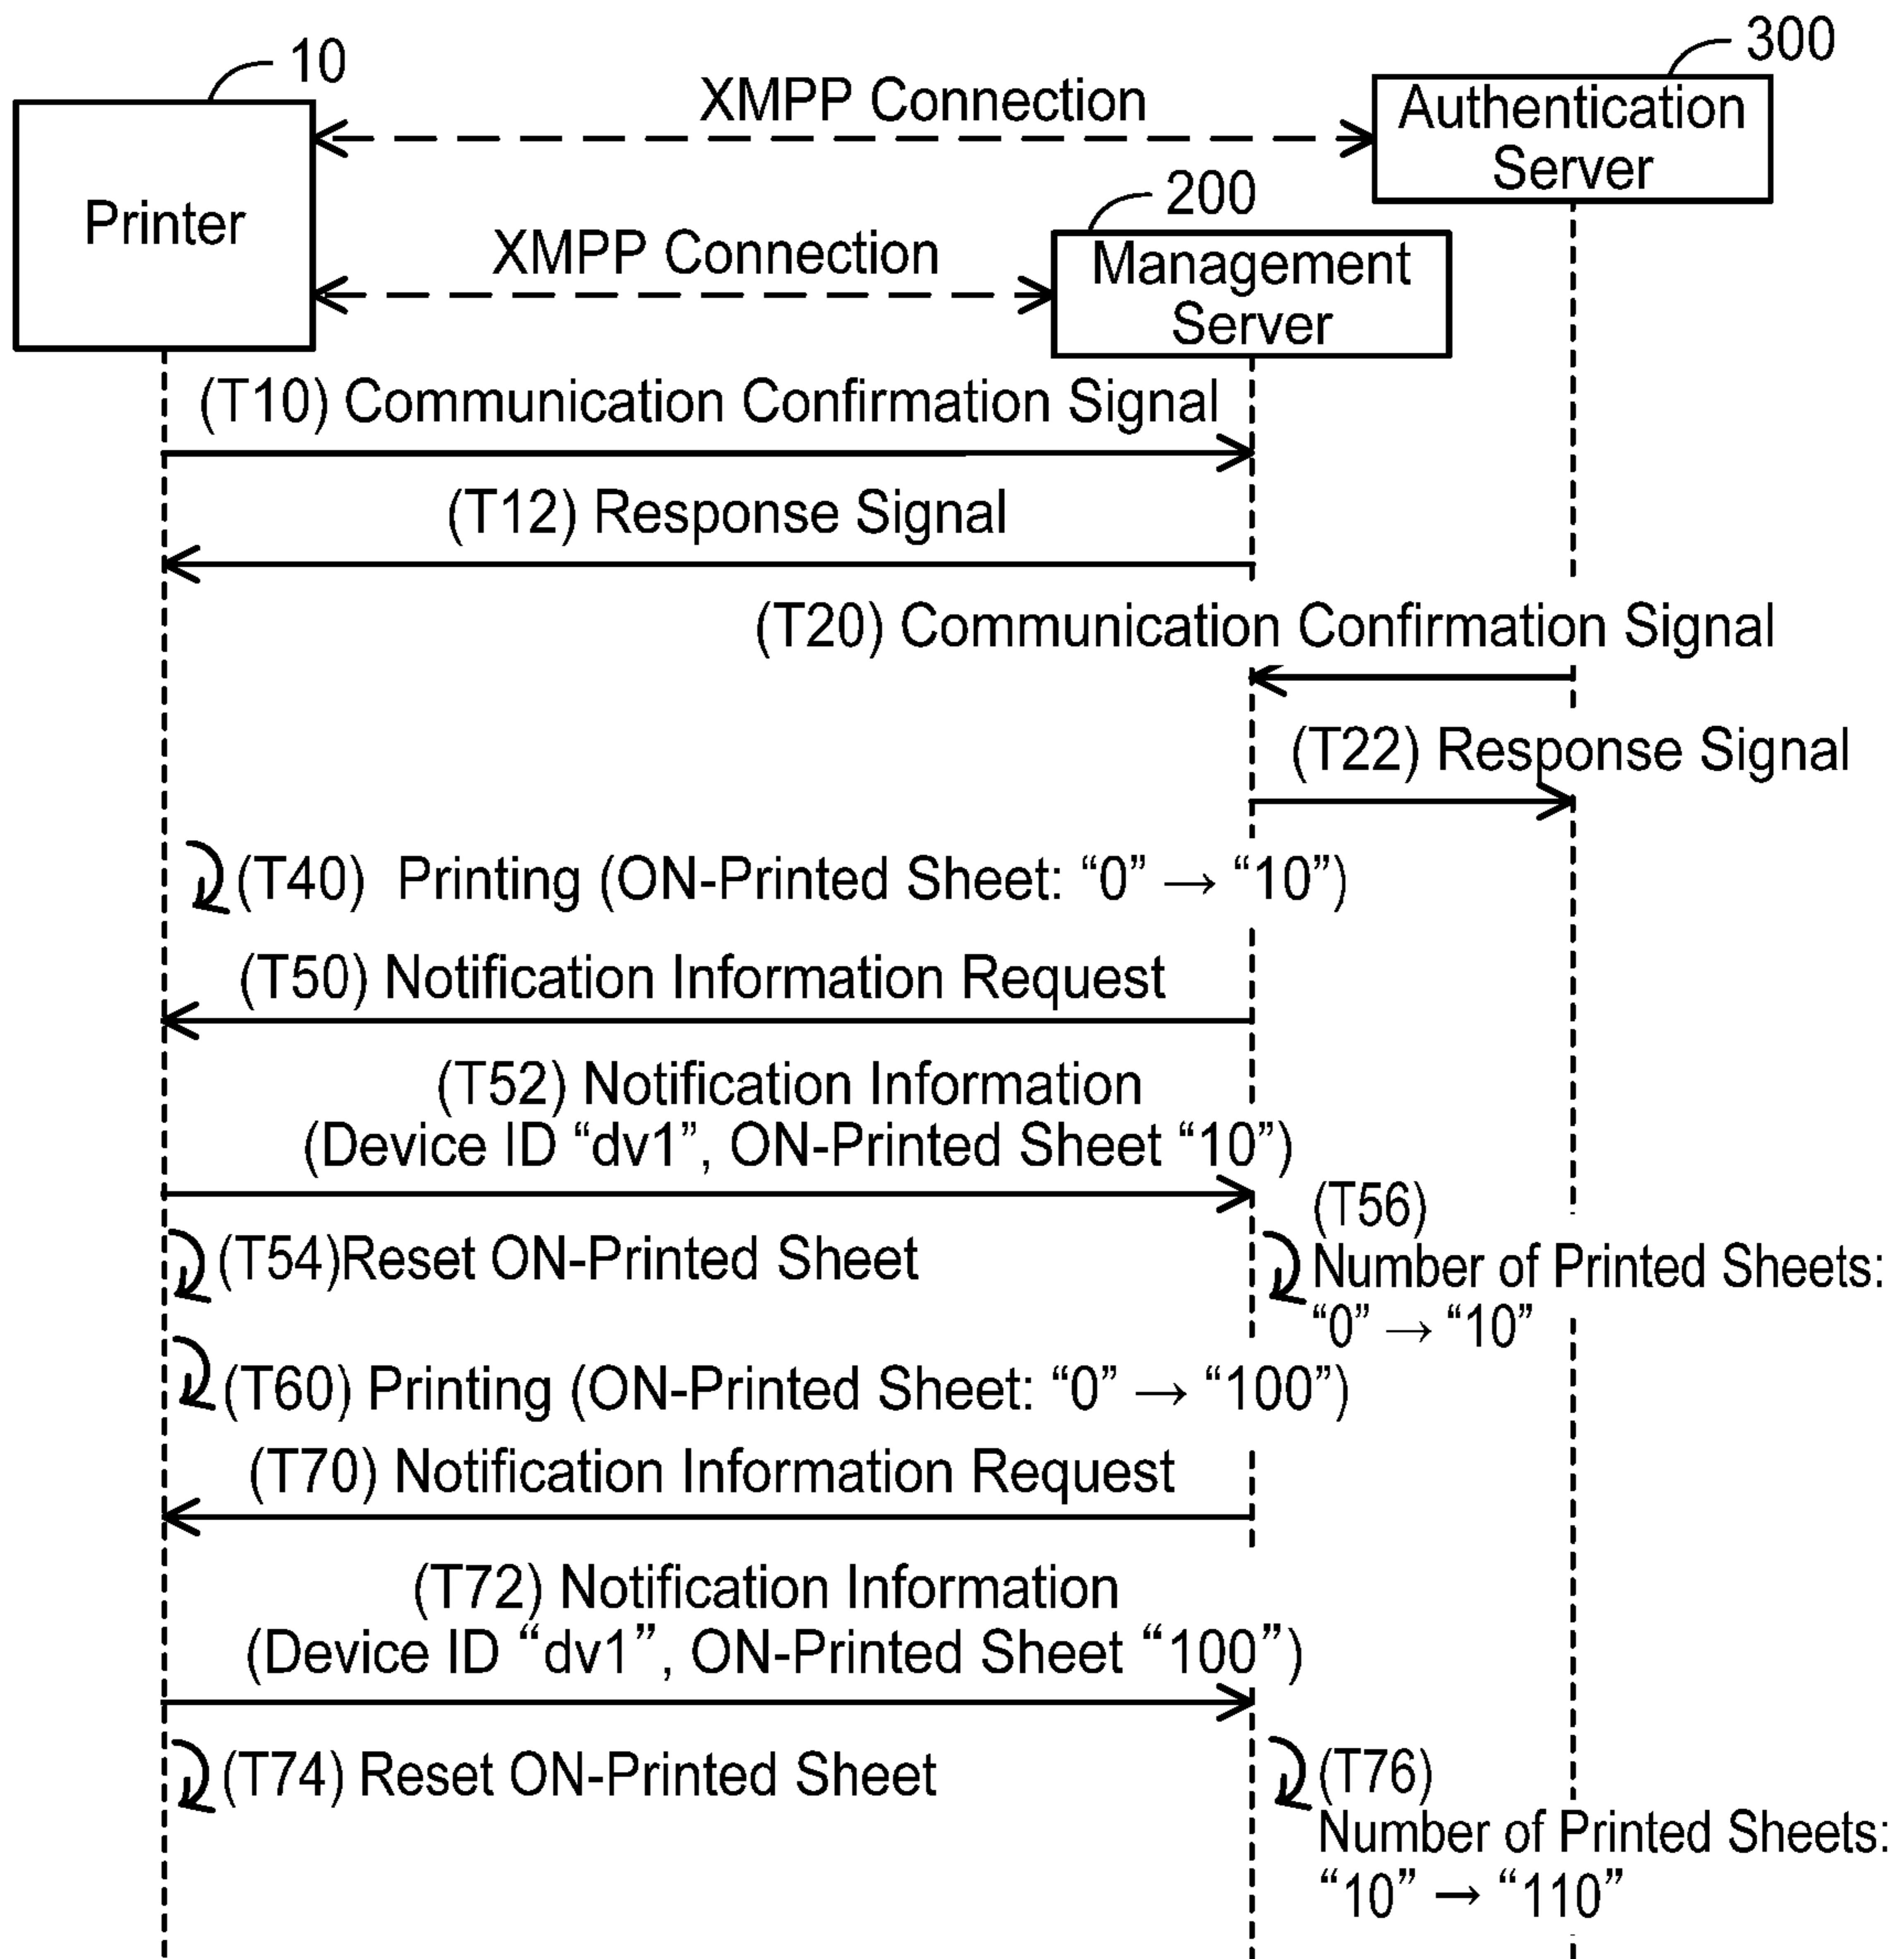 10
300
XMPP Connection
Authentication
Server
Printer
200
XMPP Connection
Management
Server
(T10) Communication Confirmation Signal
(T12) Response Signal
(T20) Communication Confirmation Signal
(T22) Response Signal
(T40) Printing (ON-Printed Sheet: “0” → “10”)
(T50) Notification Information Request
(T52) Notification Information
(Device ID “dv1”, ON-Printed Sheet “10”)
(T56)
(T54)Reset ON-Printed Sheet
Number of Printed Sheets:
“0” → “10”
(T60) Printing (ON-Printed Sheet: “0” → “100”)
(T70) Notification Information Request
(T72) Notification Information
(Device ID “dv1”, ON-Printed Sheet “100”)
(T74) Reset ON-Printed Sheet
(T76)
Number of Printed Sheets:
“10” → “110”